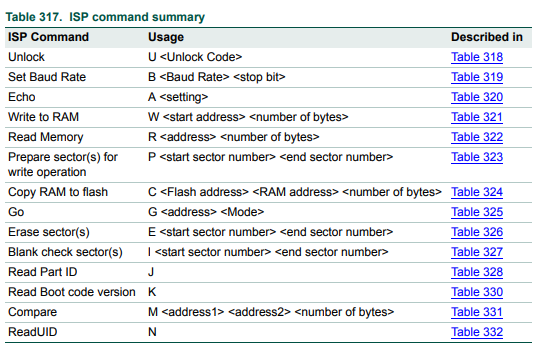 Table 317. ISP command summary
ISP Command Usage Described in
Unlock U <Unlock Code> Table 318
Set Baud Rate B <Baud Rate> <stop bit> Table 319
Echo A <setting> Table 320
Write to RAM W <start address> <number of bytes> Table 321
Read Memory R <address> <number of bytes> Table 322
Prepare sector(s) for P <start sector number> <end sector number> Table 323
write operation
Copy RAM to flash C <Flash address> <RAM address> <number of bytes> Table 324
Go G <address> <Mode> Table 325
Erase sector(s) E <start sector number> <end sector number> Table 326
Blank check sector(s) I <start sector number> <end sector number> Table 327
Read Part ID J Table 328
Read Boot code version K Table 330
Compare M <address1> <address2> <number of bytes> Table 331
ReadUID N Table 332